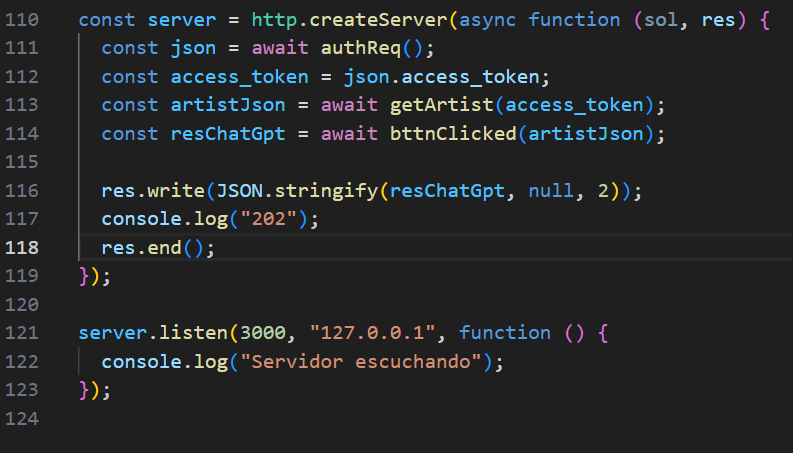 110 const server = http.createServer(async function (sol, res) {
111   const json = await authReq();
112   const access_token = json.access_token;
113   const artistJson = await getArtist(access_token);
114   const resChatGpt = await bttnClicked(artistJson);
115
116   res.write(JSON.stringify(resChatGpt, null, 2));
117   console.log("202");
118   res.end();
119 });
120
121 server.listen(3000, "127.0.0.1", function () {
122   console.log("Servidor escuchando");
123 });
124